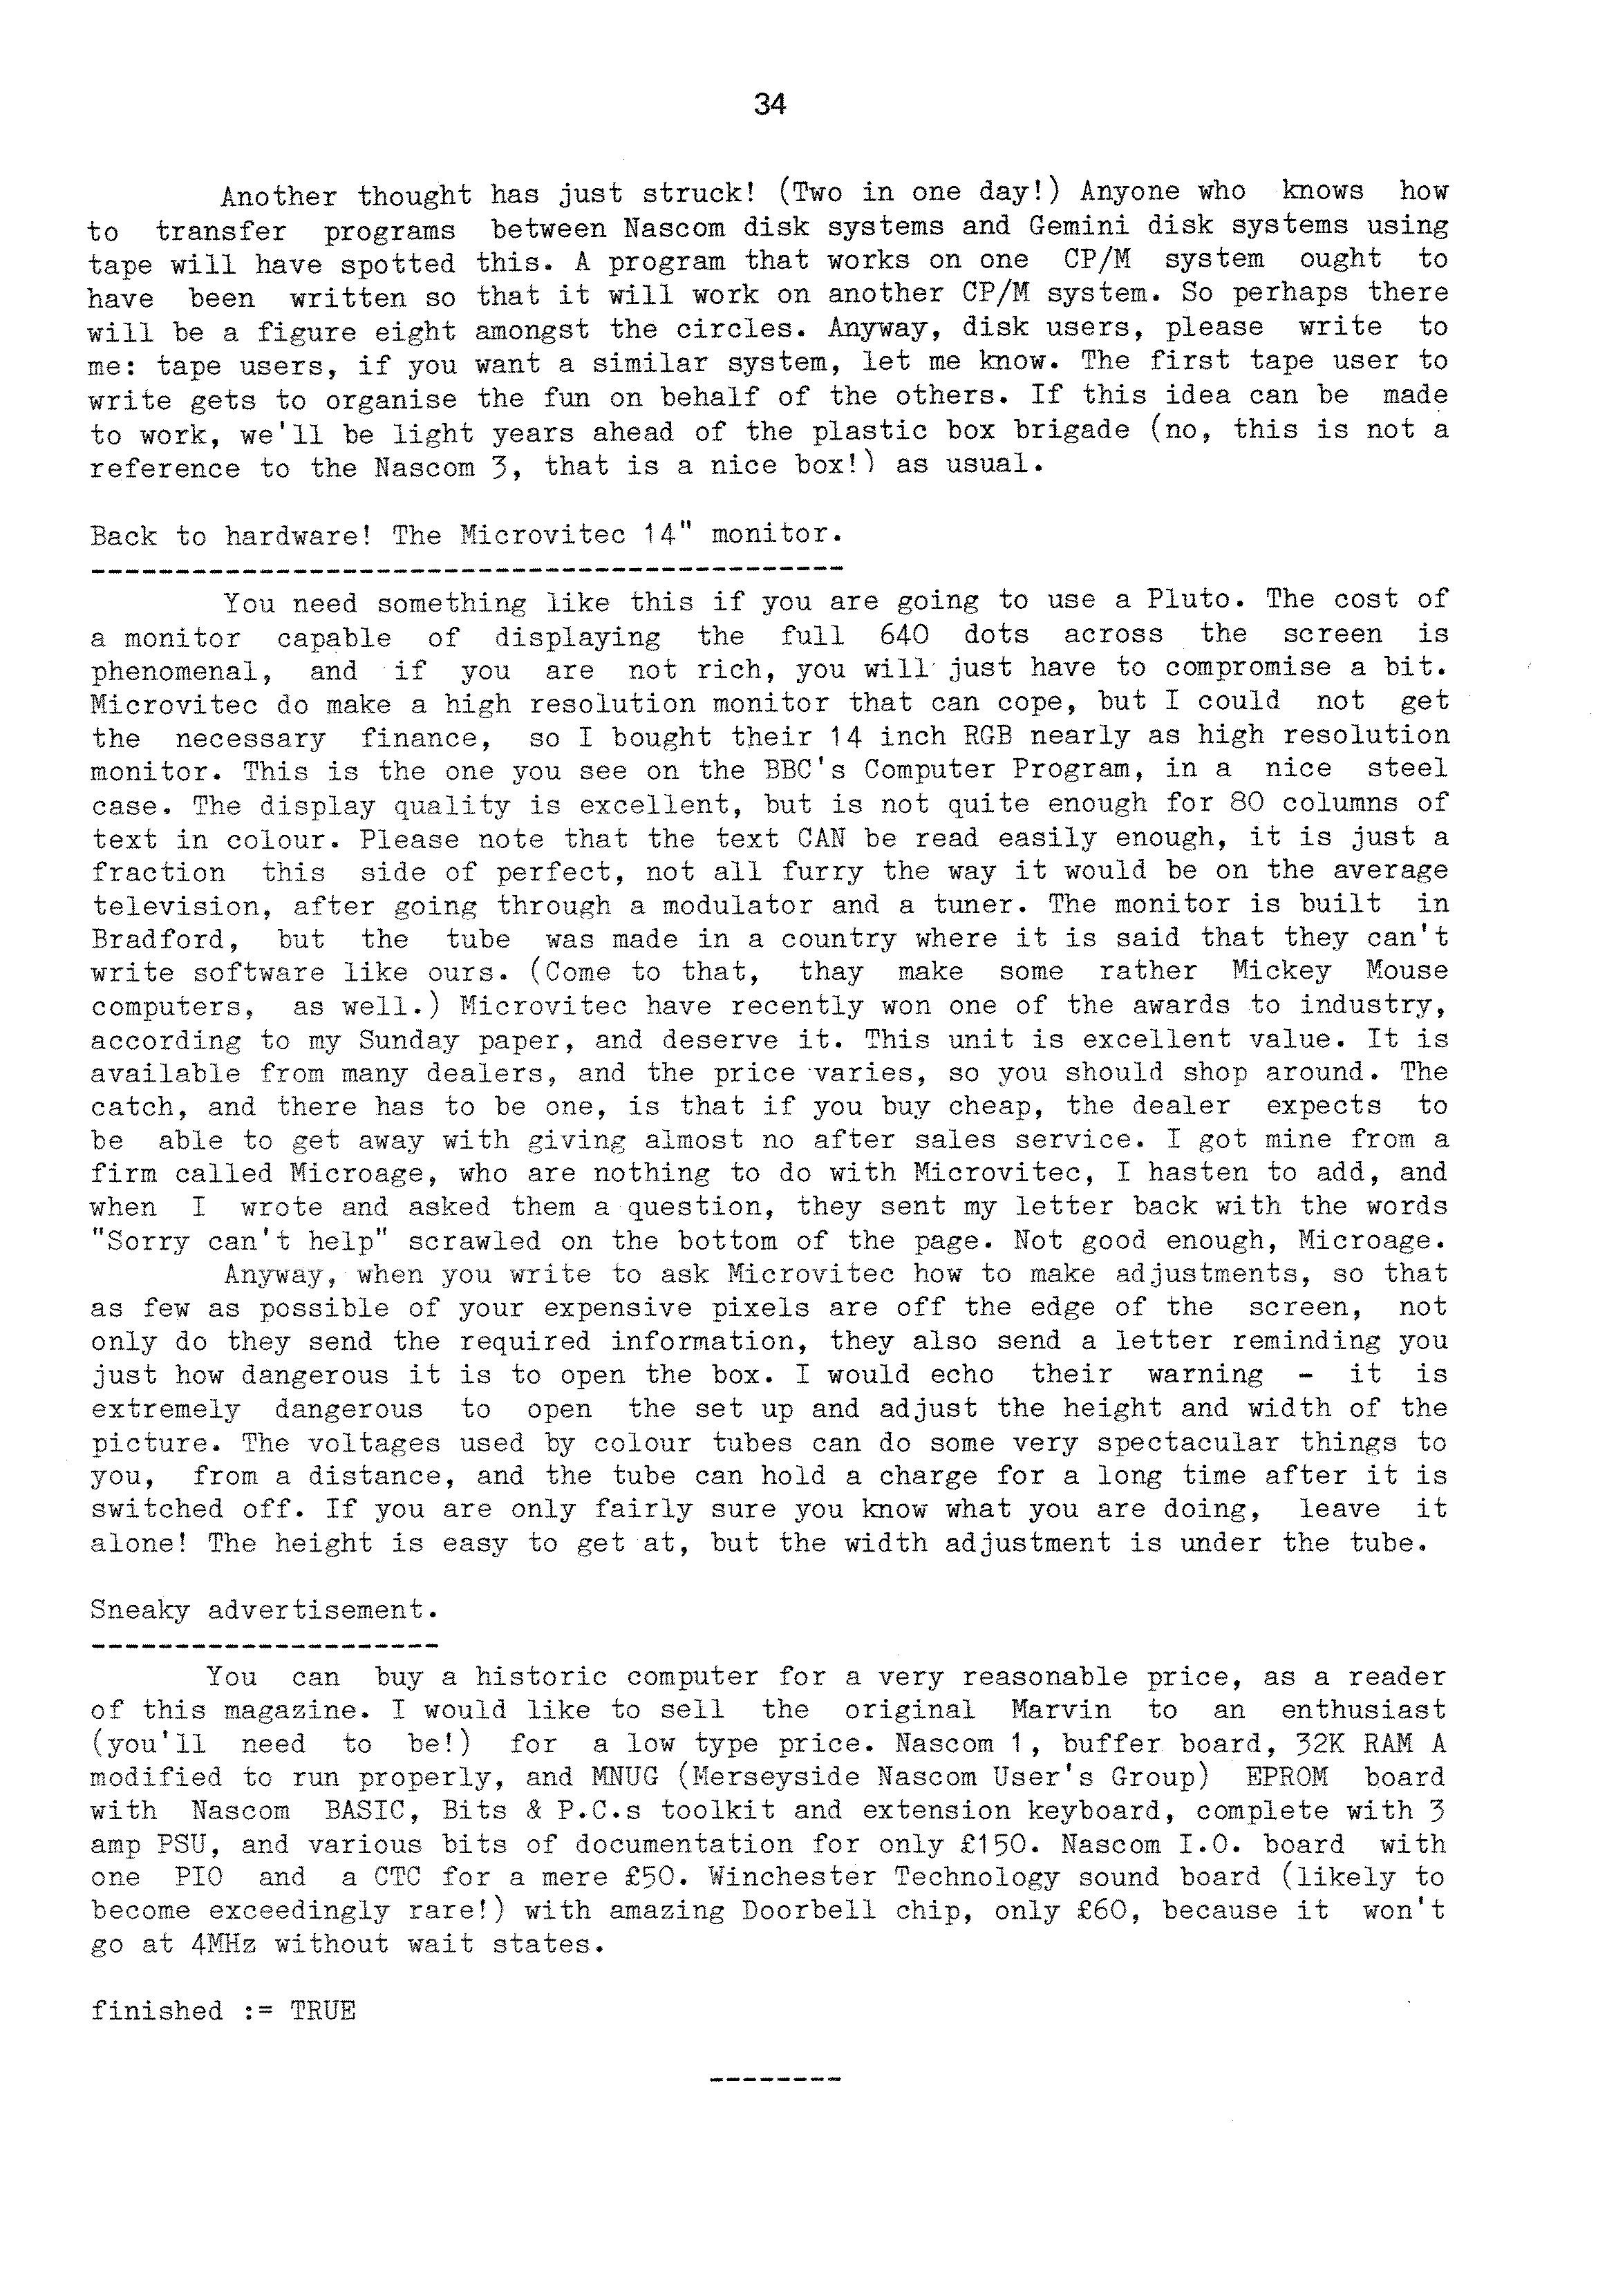 34
Another thought has just struck! (Two in one day!) Anyone who knows how
to transfer programs between Nascom disk systems and Gemini disk systems using
tape will have spotted this. A program that works on one CP/M system ought to
have been written so that it will work on another CP/M system. So perhaps there
will be a figure eight amongst the circles. Anyway, disk users, please write to
me: tape users, if you want a similar system, let me know. The first tape user to
write gets to organise the fun on behalf of the others. If this idea can be made
to work, we'll be light years ahead of the plastic box brigade (no, this is not a
reference to the Nascom 3, that is a nice box!) as usual.
Back to hardware! The Microvitec 14" monitor.
---------------------------------------------
You need something like this if you are going to use a Pluto. The cost of
a monitor capable of displaying the full 640 dots across the screen is
phenomenal, and if you are not rich, you will just have to compromise a bit.
Microvitec do make a high resolution monitor that can cope, but I could not get
the necessary finance, so I bought their 14 inch RGB nearly as high resolution
monitor. This is the one you see on the BBC's Computer Program, in a nice steel
case. The display quality is excellent, but is not quite enough for 80 columns of
text in colour. Please note that the text CAN be read easily enough, it is just a
fraction this side of perfect, not all furry the way it would be on the average
television, after going through a modulator and a tuner. The monitor is built in
Bradford, but the tube was made in a country where it is said that they can't
write software like ours. (Come to that, thay make some rather Mickey Mouse
computers, as well.) Microvitec have recently won one of the awards to industry,
according to my Sunday paper, and deserve it. This unit is excellent value. It is
available from many dealers, and the price varies, so you should shop around. The
catch, and there has to be one, is that if you buy cheap, the dealer expects to
be able to get away with giving almost no after sales service. I got mine from a
firm called Microage, who are nothing to do with Microvitec, I hasten to add, and
when I wrote and asked them a question, they sent my letter back with the words
"Sorry can't help" scrawled on the bottom of the page. Not good enough, Microage.
Anyway, when you write to ask Microvitec how to make adjustments, so that
as few as possible of your expensive pixels are off the edge of the screen, not
only do they send the required information, they also send a letter reminding you
just how dangerous it is to open the box. I would echo their warning - it is
extremely dangerous to open the set up and adjust the height and width of the
picture. The voltages used by colour tubes can do some very spectacular things to
you, from a distance, and the tube can hold a charge for a long time after it is
switched off. If you are only fairly sure you know what you are doing, leave it
alone! The height is easy to get at, but the width adjustment is under the tube.
Sneaky advertisement.
---------------------
You can buy a historic computer for a very reasonable price, as a reader
of this magazine. I would like to sell the original Marvin to an enthusiast
(you'll need to be!) for a low type price. Nascom 1, buffer board, 32K RAM A
modified to run properly, and MNUG (Merseyside Nascom User's Group) EPROM board
with Nascom BASIC, Bits & P.C.s toolkit and extension keyboard, complete with 3
amp PSU, and various bits of documentation for only £150. Nascom I.O. board with
one PIO and a CTC for a mere £50. Winchester Technology sound board (likely to
become exceedingly rare!) with amazing Doorbell chip, only £60, because it won't
go at 4MHz without wait states.
finished := TRUE
--------